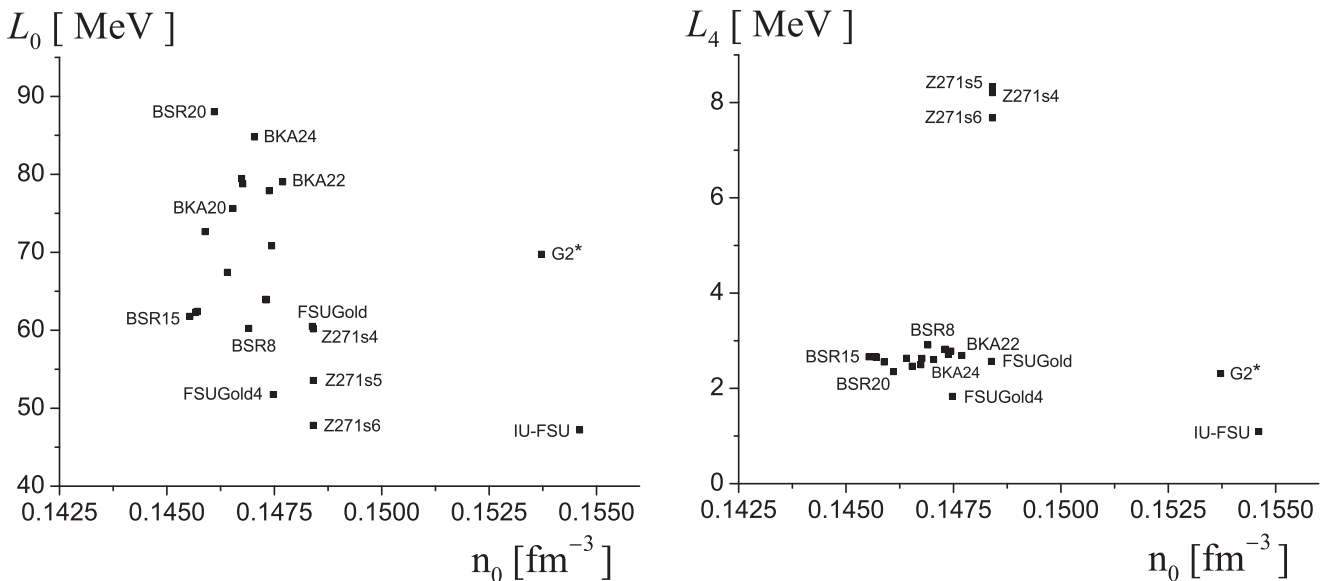 L₀ [ MeV ]
90
80
70
60
50
40
BSR20
BKA24
BKA22
BKA20
G2*
BSR15
FSUGold
Z271s4
BSR8
Z271s5
FSUGold4
Z271s6
IU-FSU
0.1425 0.1450 0.1475 0.1500 0.1525 0.1550
n₀ [fm⁻³]
L₄ [ MeV ]
8
6
4
2
0
Z271s5
Z271s4
Z271s6
BSR8
BKA22
BSR15
FSUGold
BKA24
BSR20
G2*
FSUGold4
IU-FSU
0.1425 0.1450 0.1475 0.1500 0.1525 0.1550
n₀ [fm⁻³]